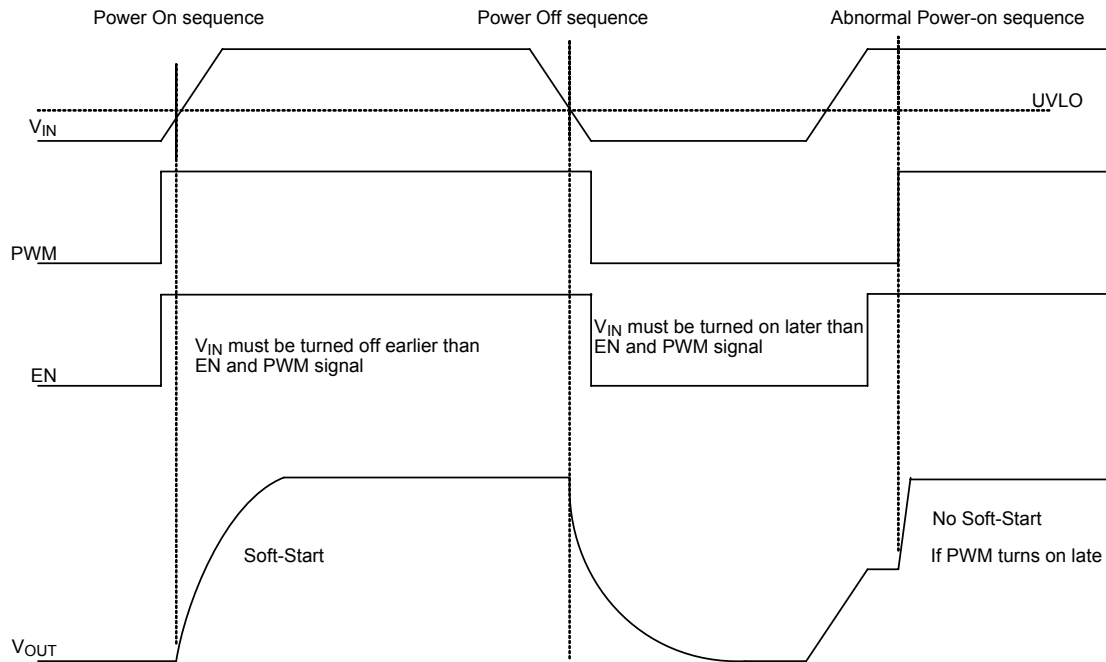 Power On sequence
Power Off sequence
Abnormal Power-on sequence
UVLO
VIN
PWM
VIN must be turned off earlier than
EN and PWM signal
VIN must be turned on later than
EN and PWM signal
EN
No Soft-Start
Soft-Start
If PWM turns on late
VOUT